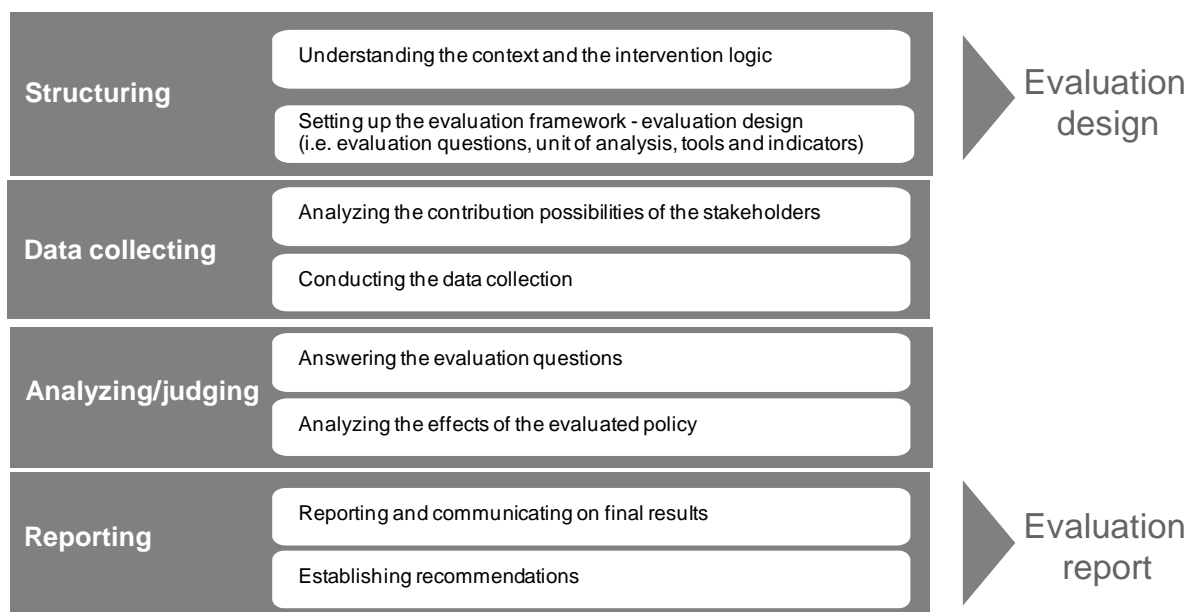 Structuring
Understanding the context and the intervention logic
Setting up the evaluation framework - evaluation design
(i.e. evaluation questions, unit of analysis, tools and indicators)
Evaluation
design
Data collecting
Analyzing the contribution possibilities of the stakeholders
Conducting the data collection
Analyzing/judging
Answering the evaluation questions
Analyzing the effects of the evaluated policy
Reporting
Reporting and communicating on final results
Establishing recommendations
Evaluation
report